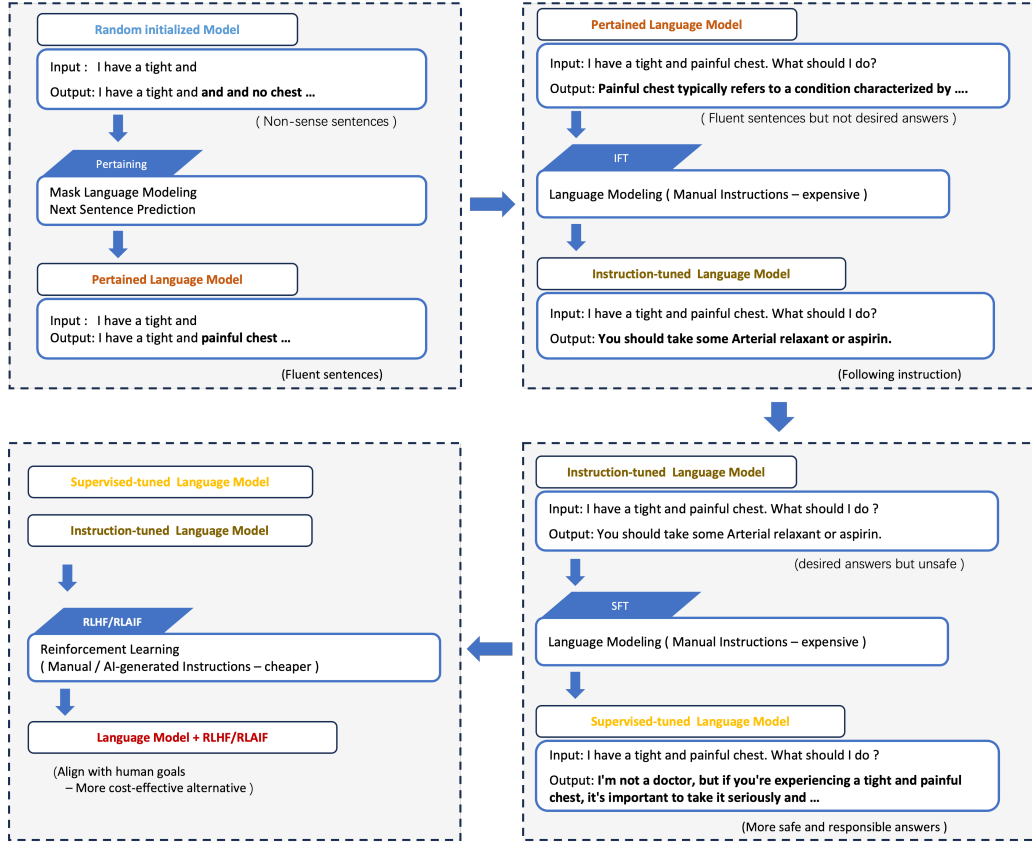 Random initialized Model
Input : I have a tight and
Output: I have a tight and and and no chest ...
( Non-sense sentences )
Pertaining
Mask Language Modeling
Next Sentence Prediction
Pertained Language Model
Input : I have a tight and
Output: I have a tight and painful chest ...
(Fluent sentences)
Pertained Language Model
Input: I have a tight and painful chest. What should I do?
Output: Painful chest typically refers to a condition characterized by ....
( Fluent sentences but not desired answers )
IFT
Language Modeling ( Manual Instructions – expensive )
Instruction-tuned Language Model
Input: I have a tight and painful chest. What should I do?
Output: You should take some Arterial relaxant or aspirin.
(Following instruction)
Instruction-tuned Language Model
Input: I have a tight and painful chest. What should I do ?
Output: You should take some Arterial relaxant or aspirin.
(desired answers but unsafe )
SFT
Language Modeling ( Manual Instructions – expensive )
Supervised-tuned Language Model
Input: I have a tight and painful chest. What should I do ?
Output: I'm not a doctor, but if you're experiencing a tight and painful
chest, it's important to take it seriously and ...
(More safe and responsible answers )
Supervised-tuned Language Model
Instruction-tuned Language Model
RLHF/RLAIF
Reinforcement Learning
( Manual / AI-generated Instructions – cheaper )
Language Model + RLHF/RLAIF
(Align with human goals
– More cost-effective alternative )